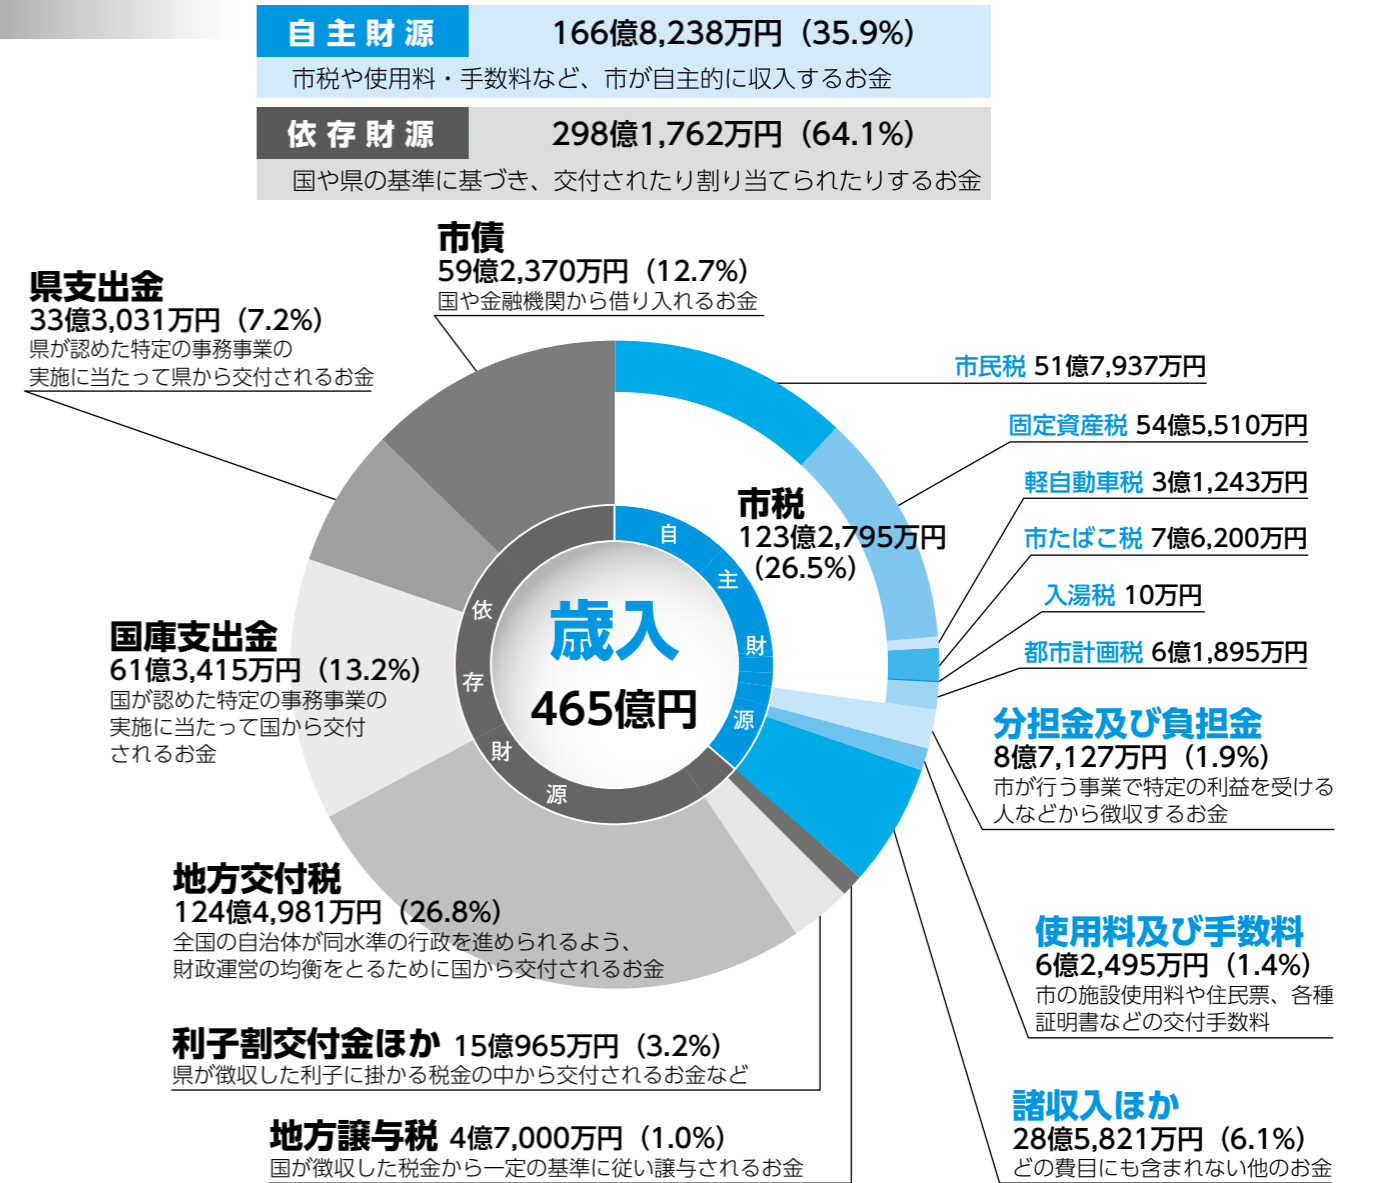 自主財源 166億8,238万円（35.9%）
市税や使用料・手数料など、市が自主的に収入するお金
依存財源 298億1,762万円（64.1%）
国や県の基準に基づき、交付されたり割り当てられたりするお金
市債
59億2,370万円（12.7%）
国や金融機関から借り入れるお金
県支出金
33億3,031万円（7.2%）
県が認めた特定の事務事業の
実施に当たって県から交付されるお金
市民税 51億7,937万円
固定資産税 54億5,510万円
軽自動車税 3億1,243万円
市たばこ税 7億6,200万円
入湯税 10万円
都市計画税 6億1,895万円
市税
123億2,795万円
（26.5%）
自主財源
依存財源
歳入
465億円
国庫支出金
61億3,415万円（13.2%）
国が認めた特定の事務事業の
実施に当たって国から交付
されるお金
分担金及び負担金
8億7,127万円（1.9%）
市が行う事業で特定の利益を受ける
人などから徴収するお金
地方交付税
124億4,981万円（26.8%）
全国の自治体が同水準の行政を進められるよう、
財政運営の均衡をとるために国から交付されるお金
使用料及び手数料
6億2,495万円（1.4%）
市の施設使用料や住民票、各種
証明書などの交付手数料
利子割交付金ほか 15億965万円（3.2%）
県が徴収した利子に掛かる税金の中から交付されるお金など
諸収入ほか
28億5,821万円（6.1%）
どの費目にも含まれない他のお金
地方譲与税 4億7,000万円（1.0%）
国が徴収した税金から一定の基準に従い譲与されるお金